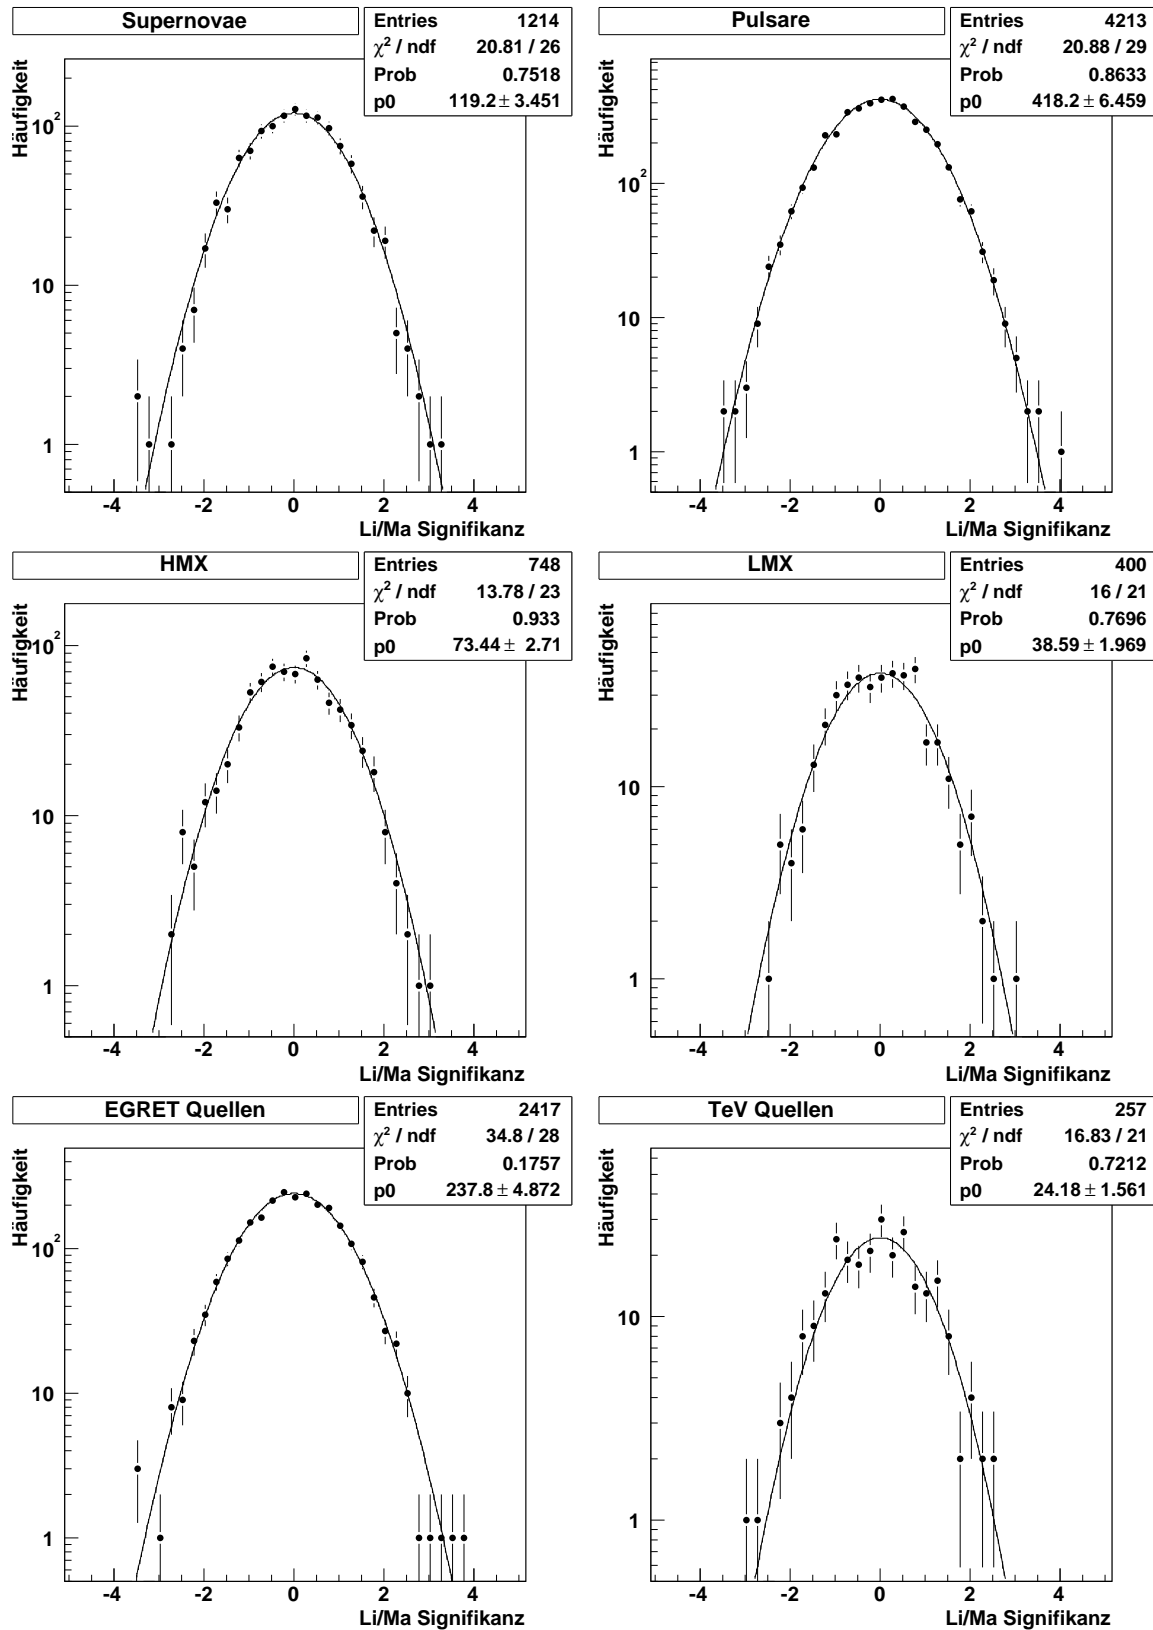 Supernovae
Entries 1214
χ² / ndf 20.81 / 26
Prob 0.7518
p0 119.2 ± 3.451
Häufigkeit
10²
10
1
-4 -2 0 2 4
Li/Ma Signifikanz
Pulsare
Entries 4213
χ² / ndf 20.88 / 29
Prob 0.8633
p0 418.2 ± 6.459
Häufigkeit
10²
10
1
-4 -2 0 2 4
Li/Ma Signifikanz
HMX
Entries 748
χ² / ndf 13.78 / 23
Prob 0.933
p0 73.44 ± 2.71
Häufigkeit
10²
10
1
-4 -2 0 2 4
Li/Ma Signifikanz
LMX
Entries 400
χ² / ndf 16 / 21
Prob 0.7696
p0 38.59 ± 1.969
Häufigkeit
10
1
-4 -2 0 2 4
Li/Ma Signifikanz
EGRET Quellen
Entries 2417
χ² / ndf 34.8 / 28
Prob 0.1757
p0 237.8 ± 4.872
Häufigkeit
10²
10
1
-4 -2 0 2 4
Li/Ma Signifikanz
TeV Quellen
Entries 257
χ² / ndf 16.83 / 21
Prob 0.7212
p0 24.18 ± 1.561
Häufigkeit
10
1
-4 -2 0 2 4
Li/Ma Signifikanz